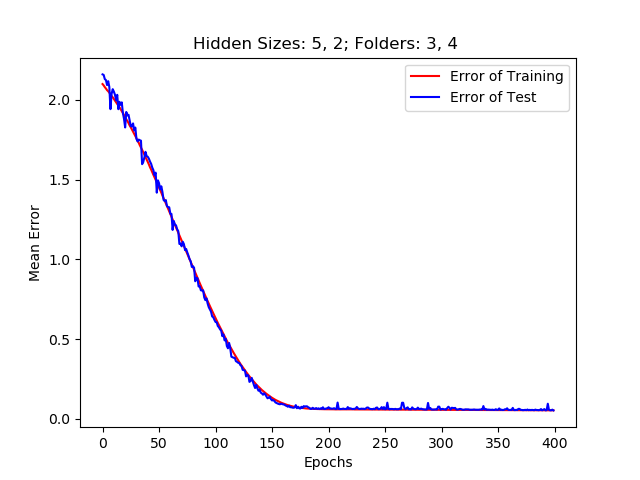 Hidden Sizes: 5, 2; Folders: 3, 4
Error of Training
Error of Test
Mean Error
2.0
1.5
1.0
0.5
0.0
0 50 100 150 200 250 300 350 400
Epochs